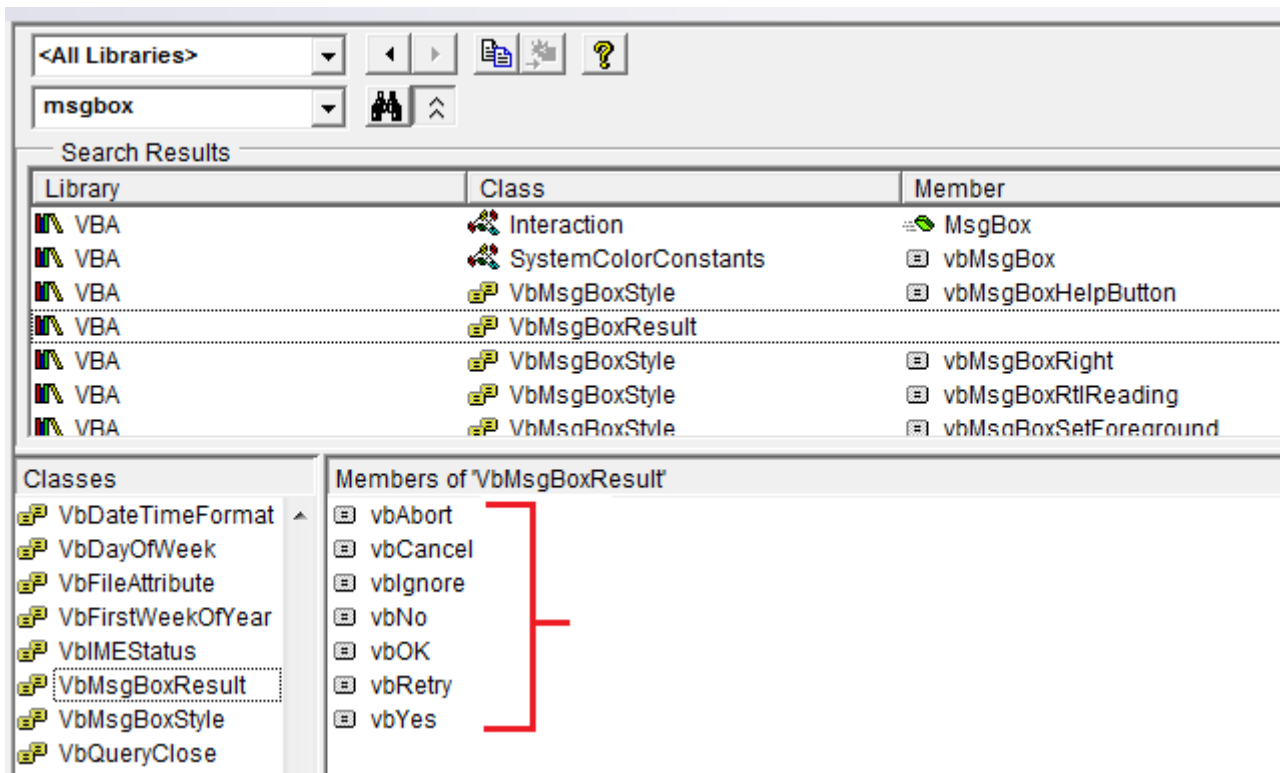 <All Libraries>
msgbox
Search Results
Library Class Member
VBA Interaction MsgBox
VBA SystemColorConstants vbMsgBox
VBA VbMsgBoxStyle vbMsgBoxHelpButton
VBA VbMsgBoxResult
VBA VbMsgBoxStyle vbMsgBoxRight
VBA VbMsgBoxStyle vbMsgBoxRtlReading
VBA VbMsgBoxStyle vbMsgBoxSetForeground
Classes
VbDateTimeFormat
VbDayOfWeek
VbFileAttribute
VbFirstWeekOfYear
VbIMEStatus
VbMsgBoxResult
VbMsgBoxStyle
VbQueryClose
Members of 'VbMsgBoxResult'
vbAbort
vbCancel
vbIgnore
vbNo
vbOK
vbRetry
vbYes